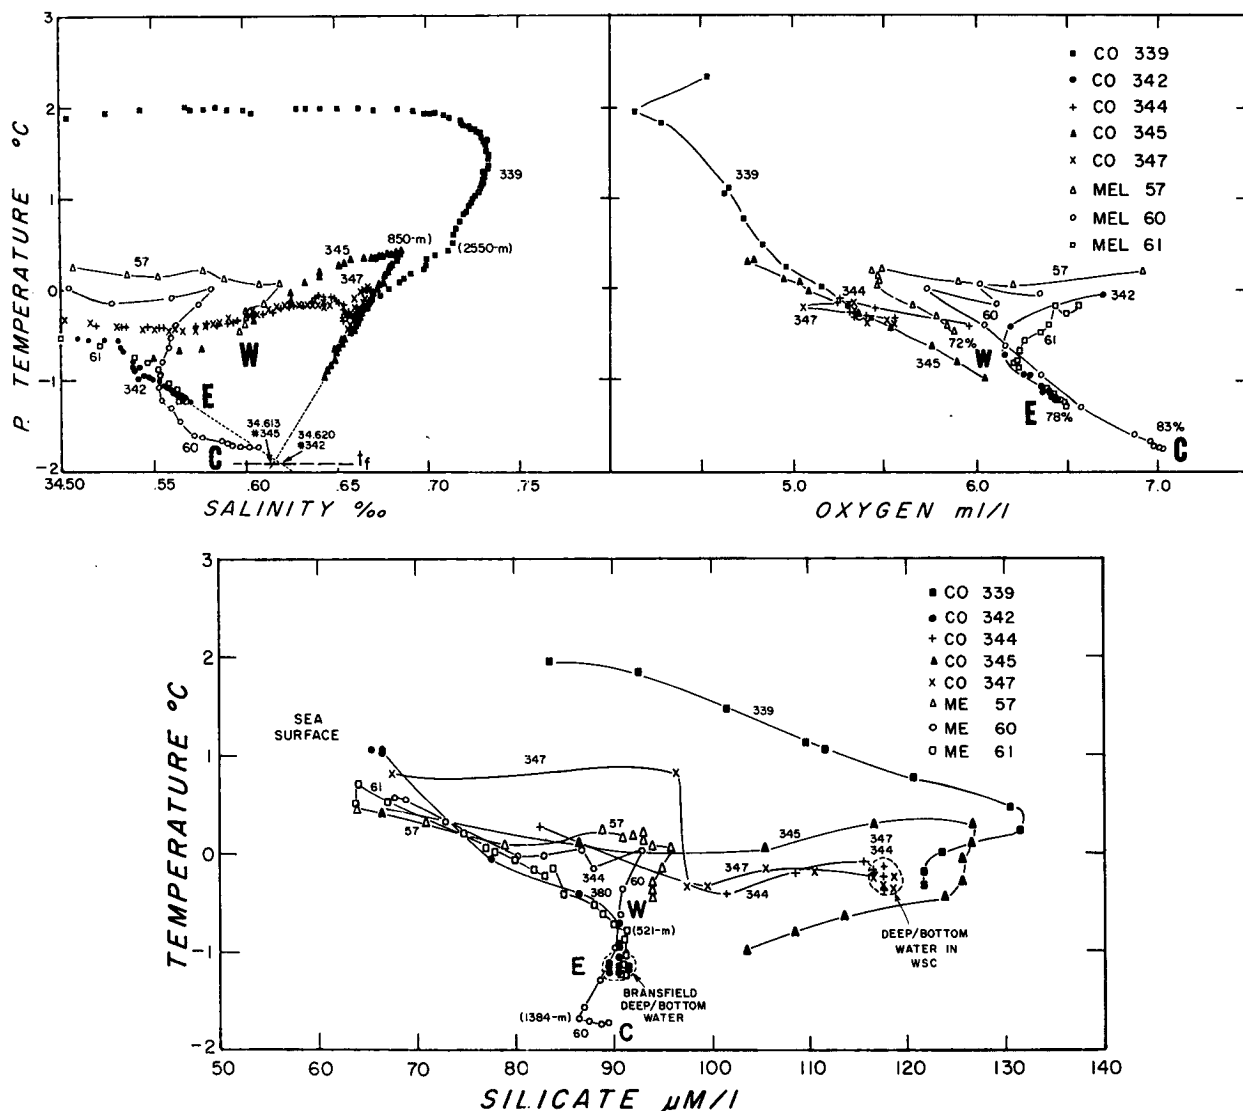 3
2
1
0
−1
−2
P. TEMPERATURE °C
34.50
.55
.60
.65
.70
.75
SALINITY ‰
339
(2550-m)
850-m)
345
347
57
61
342
60
W
E
C
34.613
#345
34.620
#342
tf
339
344
347
345
57
342
60
61
72%
W
E
78%
83%
C
5.0
6.0
7.0
OXYGEN ml/l
CO 339
CO 342
CO 344
CO 345
CO 347
MEL 57
MEL 60
MEL 61
3
2
1
0
−1
−2
TEMPERATURE °C
SEA
SURFACE
339
347
61
57
57
345
344
380
60
347
344
347
344
W
(521-m)
E
BRANSFIELD
DEEP/BOTTOM
WATER
(1384-m)
60
C
DEEP/BOTTOM
WATER IN
WSC
CO 339
CO 342
CO 344
CO 345
CO 347
ME 57
ME 60
ME 61
50
60
70
80
90
100
110
120
130
140
SILICATE μM/l